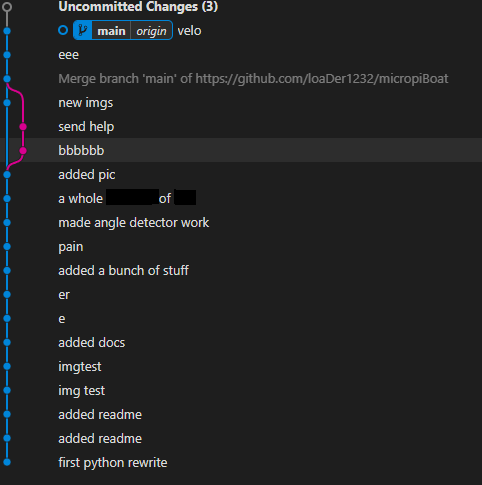 Uncommitted Changes (3)
main origin velo
eee
Merge branch 'main' of https://github.com/loaDer1232/micropiBoat
new imgs
send help
bbbbbb
added pic
a whole of
made angle detector work
pain
added a bunch of stuff
er
e
added docs
imgtest
img test
added readme
added readme
first python rewrite